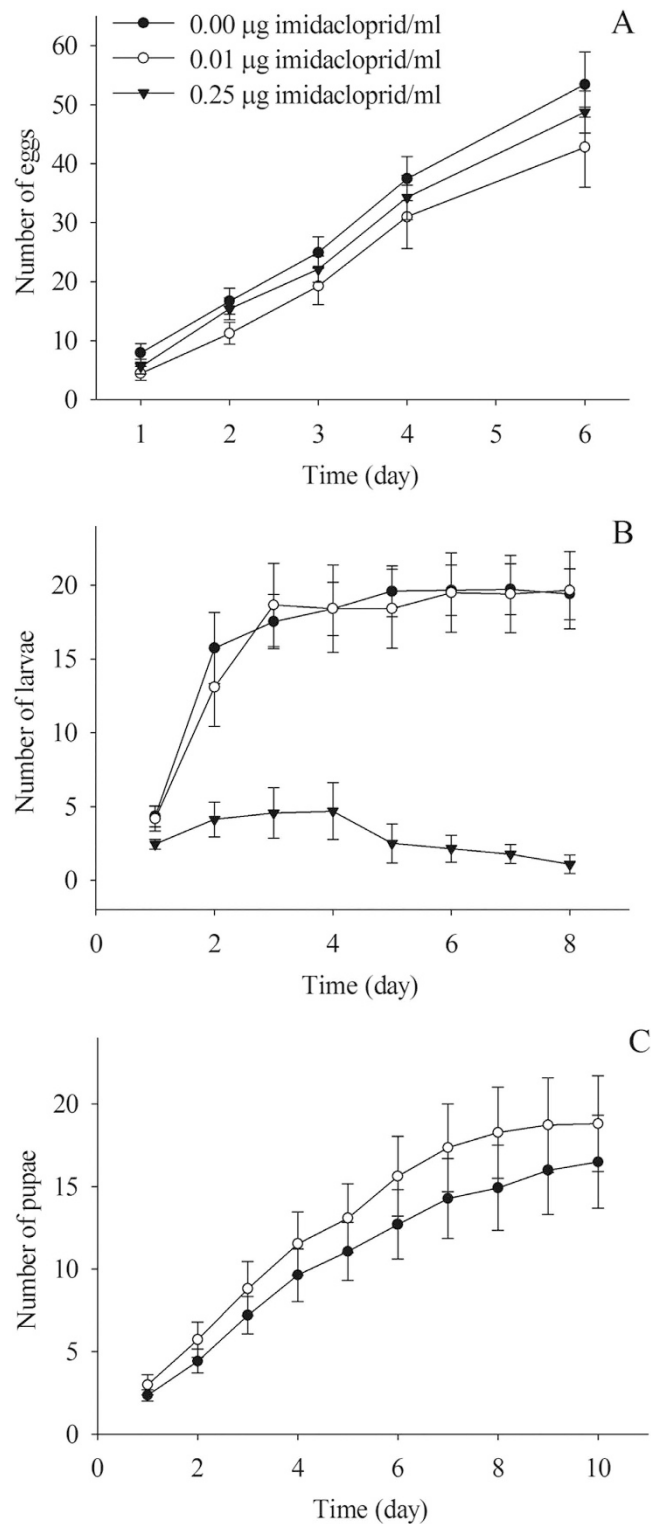 A
0.00 μg imidacloprid/ml
0.01 μg imidacloprid/ml
0.25 μg imidacloprid/ml
60
50
40
30
20
10
0
Number of eggs
1 2 3 4 5 6
Time (day)
B
20
15
10
5
0
Number of larvae
0 2 4 6 8
Time (day)
C
20
15
10
5
0
Number of pupae
0 2 4 6 8 10
Time (day)